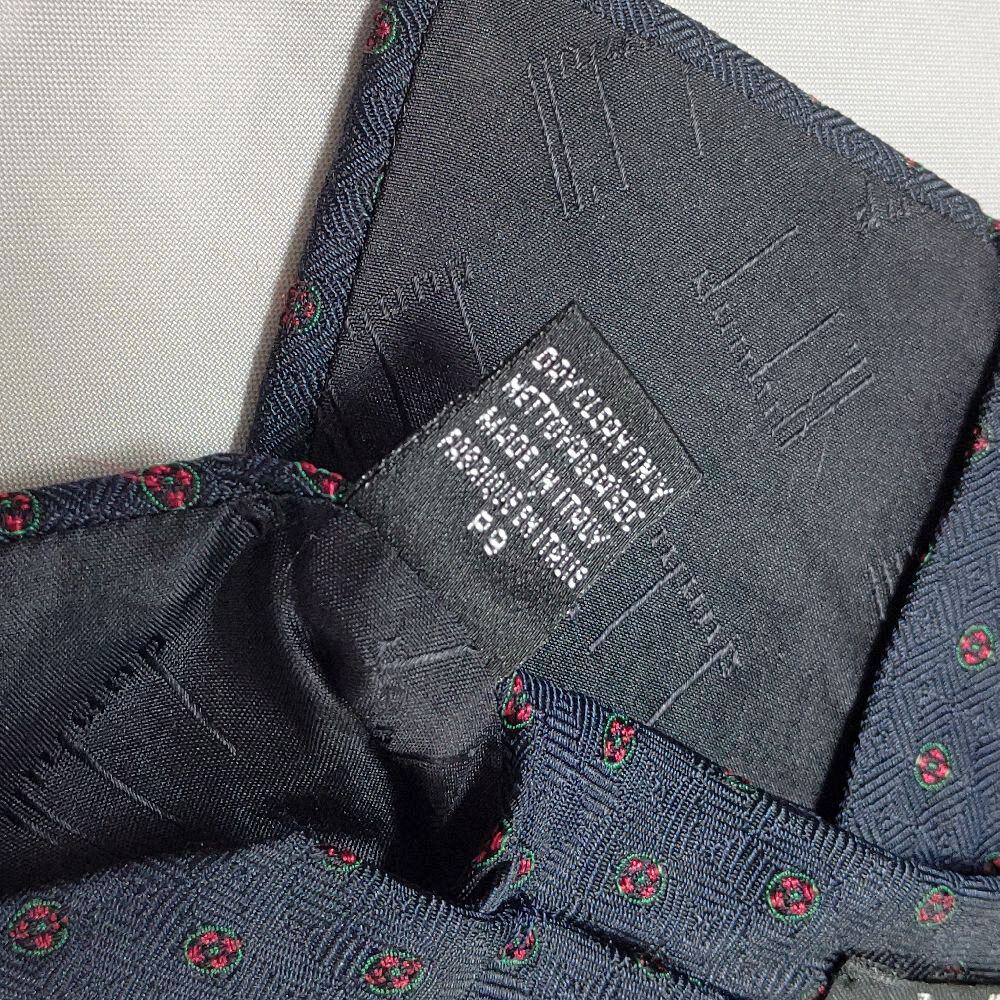 DRY CLEAN ONLY
NETTOYAGE A SEC
MADE IN ITALY
FABRIQUE EN ITALIE
P9